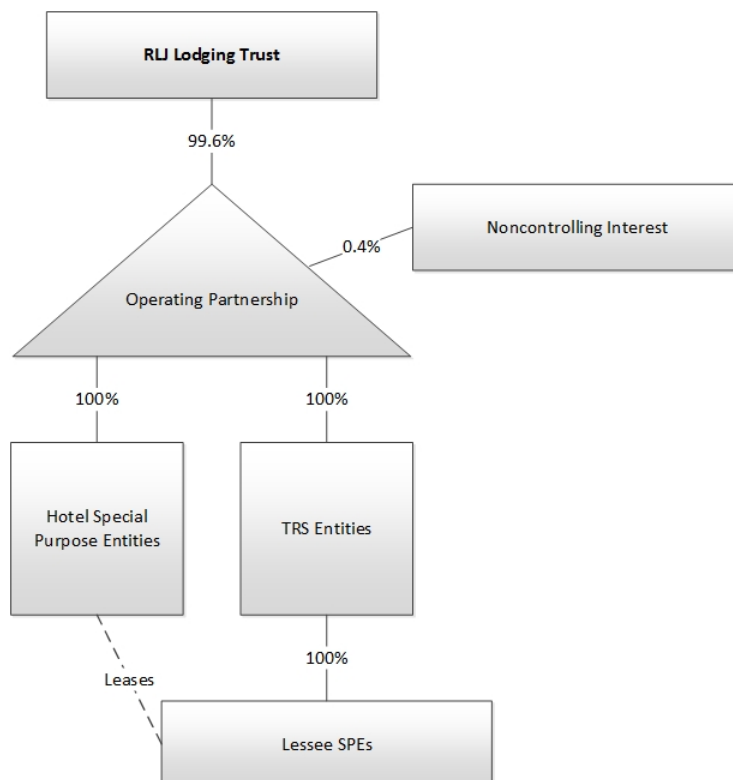 RLJ Lodging Trust
99.6%
Noncontrolling Interest
0.4%
Operating Partnership
100%
100%
Hotel Special
Purpose Entities
TRS Entities
100%
Leases
Lessee SPEs